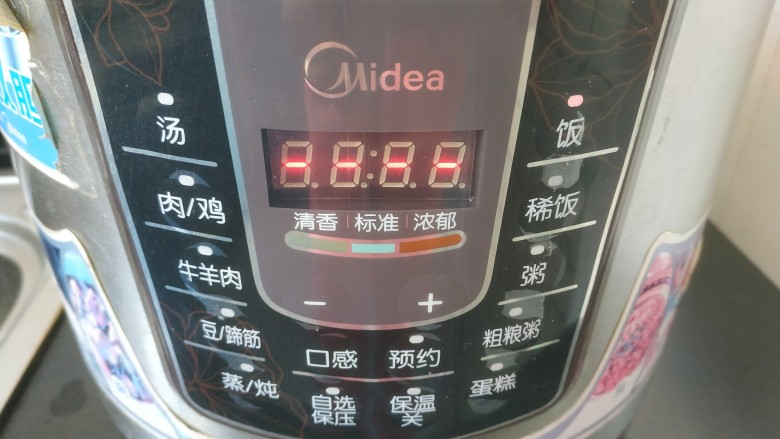 肥
Midea
Midea
汤
饭
肉/鸡
稀饭
清香 | 标准 | 浓郁
牛羊肉
粥
− +
豆/蹄筋
粗粮粥
口感
预约
蒸/炖
蛋糕
自选
保压
保温
关